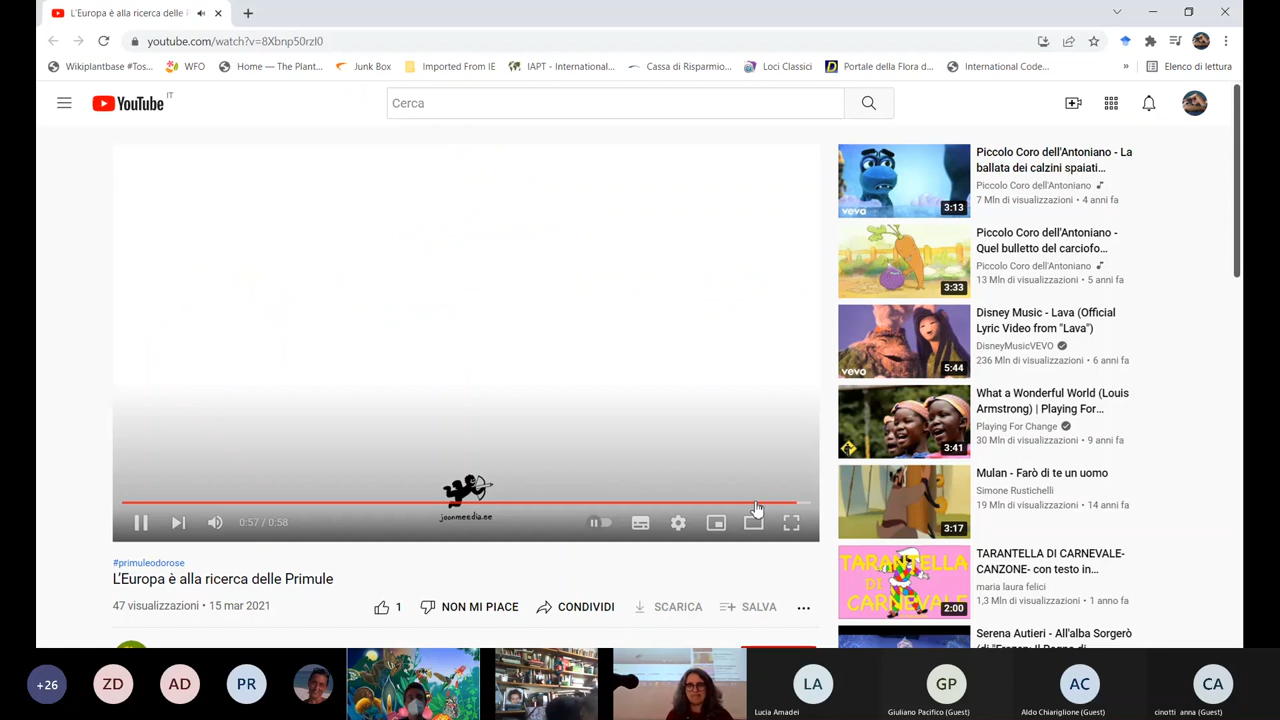 L'Europa è alla ricerca delle
youtube.com/watch?v=8Xbnp50rzI0
Wikiplantbase #Tos...
WFO
Home — The Plant...
Junk Box
Imported From IE
IAPT - International...
Cassa di Risparmio...
Loci Classici
Portale della Flora d...
International Code...
»
Elenco di lettura
YouTube IT
Cerca
Piccolo Coro dell'Antoniano - La
ballata dei calzini spaiati...
Piccolo Coro dell'Antoniano
7 Mln di visualizzazioni • 4 anni fa
vevo
3:13
Piccolo Coro dell'Antoniano -
Quel bulletto del carciofo...
Piccolo Coro dell'Antoniano
13 Mln di visualizzazioni • 5 anni fa
3:33
Disney Music - Lava (Official
Lyric Video from "Lava")
DisneyMusicVEVO
236 Mln di visualizzazioni • 6 anni fa
vevo
5:44
What a Wonderful World (Louis
Armstrong) | Playing For...
Playing For Change
30 Mln di visualizzazioni • 9 anni fa
3:41
Mulan - Farò di te un uomo
Simone Rustichelli
19 Mln di visualizzazioni • 14 anni fa
3:17
TARANTELLA DI CARNEVALE-
CANZONE- con testo in...
maria laura felici
1,3 Mln di visualizzazioni • 1 anno fa
TARANTELLA
DI
CARNEVALE
2:00
Serena Autieri - All'alba Sorgerò
joonmeedia.ee
0:57 / 0:58
#primuleodorose
L'Europa è alla ricerca delle Primule
47 visualizzazioni • 15 mar 2021
1
NON MI PIACE
CONDIVIDI
SCARICA
SALVA
+26
ZD
AD
PR
LA
Lucia Amadei
GP
Giuliano Pacifico (Guest)
AC
Aldo Chiariglione (Guest)
CA
cinotti_anna (Guest)